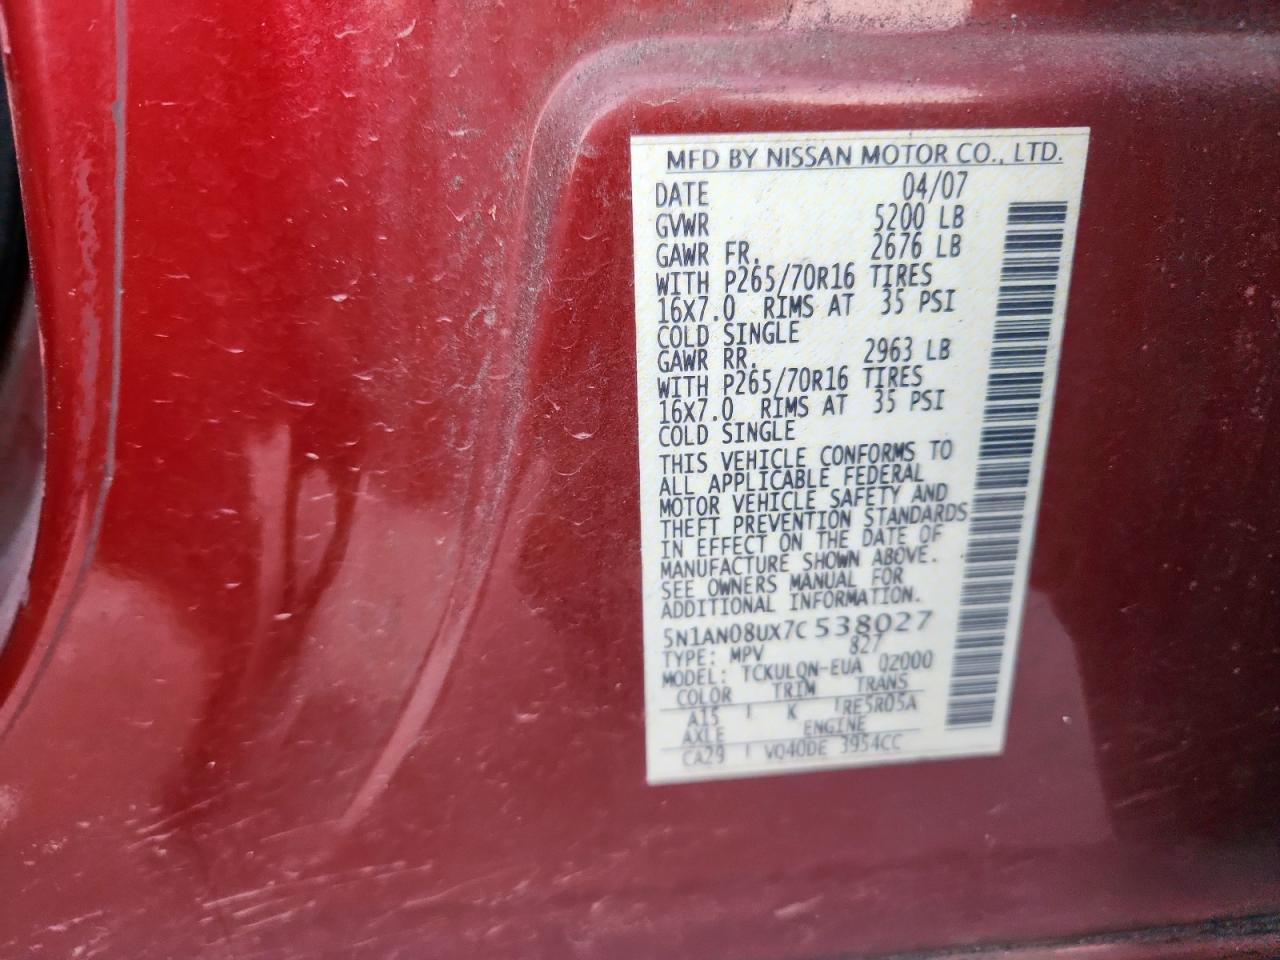 MFD BY NISSAN MOTOR CO., LTD.
DATE 04/07
GVWR 5200 LB
GAWR FR. 2676 LB
WITH P265/70R16 TIRES
16X7.0 RIMS AT 35 PSI
COLD SINGLE
GAWR RR. 2963 LB
WITH P265/70R16 TIRES
16X7.0 RIMS AT 35 PSI
COLD SINGLE
THIS VEHICLE CONFORMS TO
ALL APPLICABLE FEDERAL
MOTOR VEHICLE SAFETY AND
THEFT PREVENTION STANDARDS
IN EFFECT ON THE DATE OF
MANUFACTURE SHOWN ABOVE.
SEE OWNERS MANUAL FOR
ADDITIONAL INFORMATION.
5N1AN08UX7C538027
TYPE: MPV 827
MODEL: TCKULQN-EUA Q2000
COLOR TRIM TRANS
A15 K RE5R05A
AXLE ENGINE
CA29 VQ40DE 3954CC